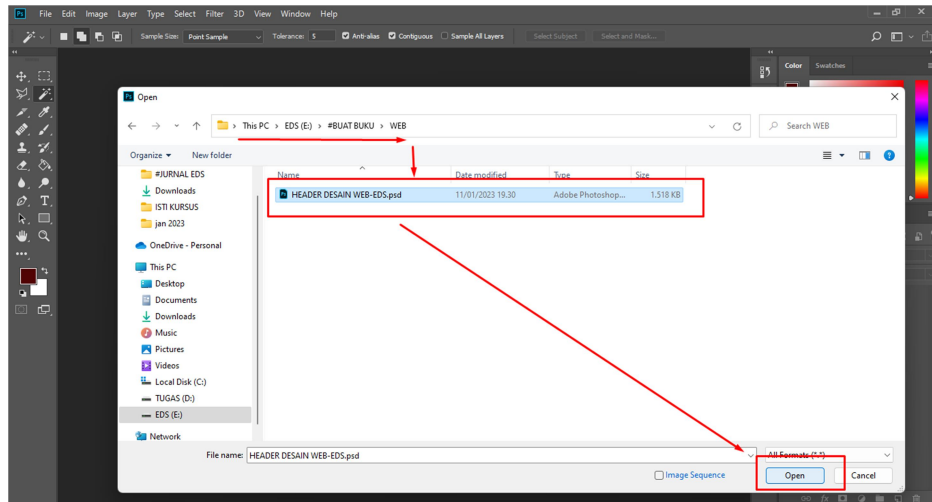 Ps File Edit Image Layer Type Select Filter 3D View Window Help
Sample Size: Point Sample Tolerance: 5 Anti-alias Contiguous Sample All Layers Select Subject Select and Mask...
Color Swatches
Ps Open
This PC > EDS (E:) > #BUAT BUKU > WEB
Search WEB
Organize New folder
Name Date modified Type Size
HEADER DESAIN WEB-EDS.psd 11/01/2023 19.30 Adobe Photoshop... 1.518 KB
#JURNAL EDS
Downloads
ISTI KURSUS
jan 2023
OneDrive - Personal
This PC
Desktop
Documents
Downloads
Music
Pictures
Videos
Local Disk (C:)
TUGAS (D:)
EDS (E:)
Network
File name: HEADER DESAIN WEB-EDS.psd
All Formats (*.*)
Image Sequence
Open Cancel
fx